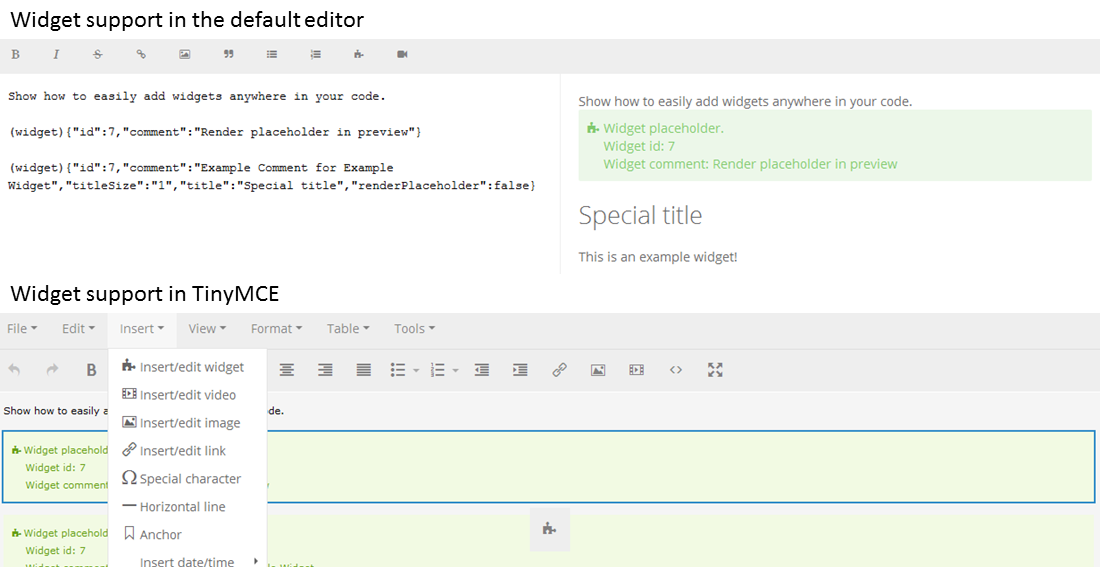 Widget support in the default editor
B I S
Show how to easily add widgets anywhere in your code.
(widget){"id":7,"comment":"Render placeholder in preview"}
(widget){"id":7,"comment":"Example Comment for Example
Widget","titleSize":"1","title":"Special title","renderPlaceholder":false}
Show how to easily add widgets anywhere in your code.
Widget placeholder.
Widget id: 7
Widget comment: Render placeholder in preview
Special title
This is an example widget!
Widget support in TinyMCE
File Edit Insert View Format Table Tools
B
Insert/edit widget
Insert/edit video
Insert/edit image
Insert/edit link
Special character
Horizontal line
Anchor
Insert date/time
Show how to easily a de.
Widget placehold
Widget id: 7
Widget comment
Widget placehold
Widget id: 7